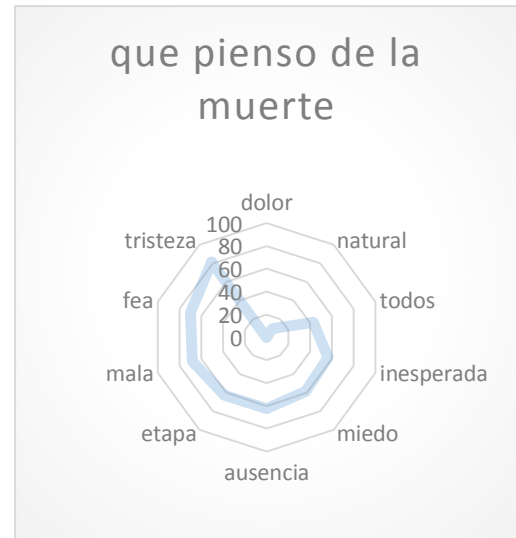 que pienso de la
muerte
dolor
100
tristeza
natural
80
60
fea
todos
40
20
0
mala
inesperada
etapa
miedo
ausencia